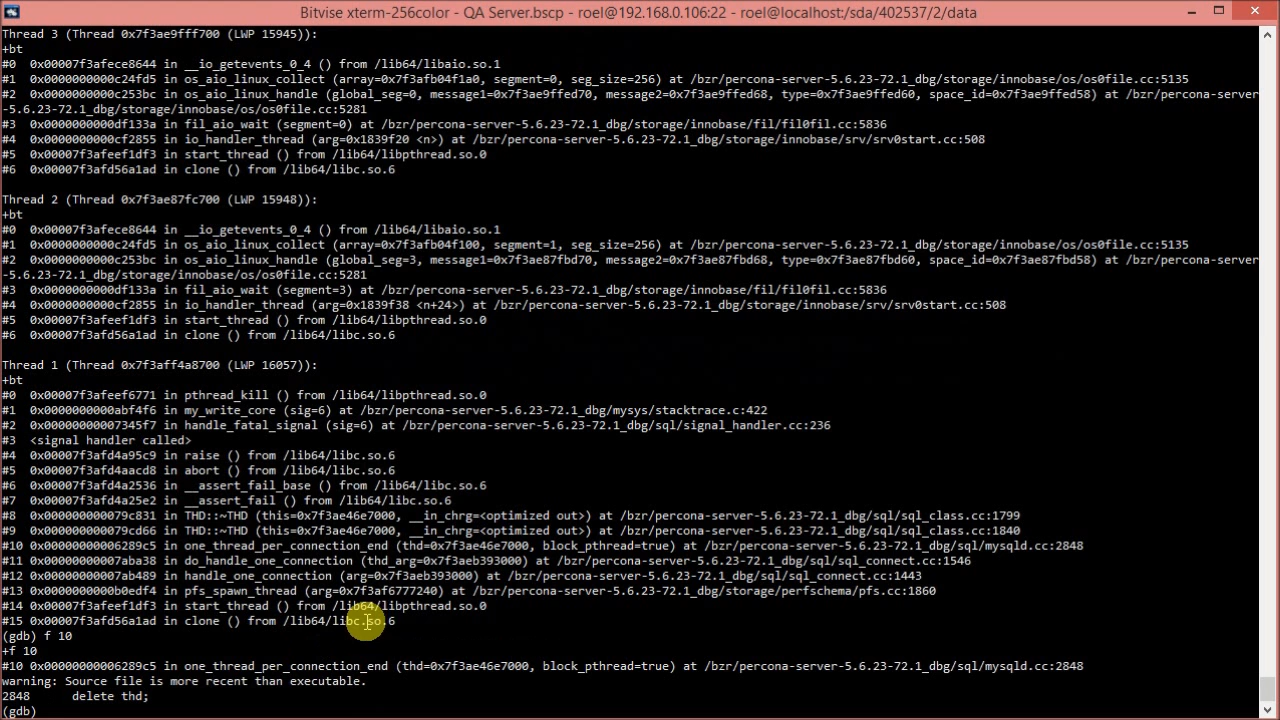 Bitvise xterm-256color - QA Server.bscp - roel@192.168.0.106:22 - roel@localhost:/sda/402537/2/data
Thread 3 (Thread 0x7f3ae9fff700 (LWP 15945)):
+bt
#0  0x00007f3afece8644 in __io_getevents_0_4 () from /lib64/libaio.so.1
#1  0x0000000000c24fd5 in os_aio_linux_collect (array=0x7f3afb04f1a0, segment=0, seg_size=256) at /bzr/percona-server-5.6.23-72.1_dbg/storage/innobase/os/os0file.cc:5135
#2  0x0000000000c253bc in os_aio_linux_handle (global_seg=0, message1=0x7f3ae9ffed70, message2=0x7f3ae9ffed68, type=0x7f3ae9ffed60, space_id=0x7f3ae9ffed58) at /bzr/percona-server
-5.6.23-72.1_dbg/storage/innobase/os/os0file.cc:5281
#3  0x0000000000df133a in fil_aio_wait (segment=0) at /bzr/percona-server-5.6.23-72.1_dbg/storage/innobase/fil/fil0fil.cc:5836
#4  0x0000000000cf2855 in io_handler_thread (arg=0x1839f20 <n>) at /bzr/percona-server-5.6.23-72.1_dbg/storage/innobase/srv/srv0start.cc:508
#5  0x00007f3afeef1df3 in start_thread () from /lib64/libpthread.so.0
#6  0x00007f3afd56a1ad in clone () from /lib64/libc.so.6
Thread 2 (Thread 0x7f3ae87fc700 (LWP 15948)):
+bt
#0  0x00007f3afece8644 in __io_getevents_0_4 () from /lib64/libaio.so.1
#1  0x0000000000c24fd5 in os_aio_linux_collect (array=0x7f3afb04f100, segment=1, seg_size=256) at /bzr/percona-server-5.6.23-72.1_dbg/storage/innobase/os/os0file.cc:5135
#2  0x0000000000c253bc in os_aio_linux_handle (global_seg=3, message1=0x7f3ae87fbd70, message2=0x7f3ae87fbd68, type=0x7f3ae87fbd60, space_id=0x7f3ae87fbd58) at /bzr/percona-server
-5.6.23-72.1_dbg/storage/innobase/os/os0file.cc:5281
#3  0x0000000000df133a in fil_aio_wait (segment=3) at /bzr/percona-server-5.6.23-72.1_dbg/storage/innobase/fil/fil0fil.cc:5836
#4  0x0000000000cf2855 in io_handler_thread (arg=0x1839f38 <n+24>) at /bzr/percona-server-5.6.23-72.1_dbg/storage/innobase/srv/srv0start.cc:508
#5  0x00007f3afeef1df3 in start_thread () from /lib64/libpthread.so.0
#6  0x00007f3afd56a1ad in clone () from /lib64/libc.so.6
Thread 1 (Thread 0x7f3aff4a8700 (LWP 16057)):
+bt
#0  0x00007f3afeef6771 in pthread_kill () from /lib64/libpthread.so.0
#1  0x0000000000abf4f6 in my_write_core (sig=6) at /bzr/percona-server-5.6.23-72.1_dbg/mysys/stacktrace.c:422
#2  0x00000000007345f7 in handle_fatal_signal (sig=6) at /bzr/percona-server-5.6.23-72.1_dbg/sql/signal_handler.cc:236
#3  <signal handler called>
#4  0x00007f3afd4a95c9 in raise () from /lib64/libc.so.6
#5  0x00007f3afd4aacd8 in abort () from /lib64/libc.so.6
#6  0x00007f3afd4a2536 in __assert_fail_base () from /lib64/libc.so.6
#7  0x00007f3afd4a25e2 in __assert_fail () from /lib64/libc.so.6
#8  0x000000000079c831 in THD::~THD (this=0x7f3ae46e7000, __in_chrg=<optimized out>) at /bzr/percona-server-5.6.23-72.1_dbg/sql/sql_class.cc:1799
#9  0x000000000079cd66 in THD::~THD (this=0x7f3ae46e7000, __in_chrg=<optimized out>) at /bzr/percona-server-5.6.23-72.1_dbg/sql/sql_class.cc:1840
#10 0x00000000006289c5 in one_thread_per_connection_end (thd=0x7f3ae46e7000, block_pthread=true) at /bzr/percona-server-5.6.23-72.1_dbg/sql/mysqld.cc:2848
#11 0x00000000007aba38 in do_handle_one_connection (thd_arg=0x7f3aeb393000) at /bzr/percona-server-5.6.23-72.1_dbg/sql/sql_connect.cc:1546
#12 0x00000000007ab489 in handle_one_connection (arg=0x7f3aeb393000) at /bzr/percona-server-5.6.23-72.1_dbg/sql/sql_connect.cc:1443
#13 0x0000000000b0edf4 in pfs_spawn_thread (arg=0x7f3af6777240) at /bzr/percona-server-5.6.23-72.1_dbg/storage/perfschema/pfs.cc:1860
#14 0x00007f3afeef1df3 in start_thread () from /lib64/libpthread.so.0
#15 0x00007f3afd56a1ad in clone () from /lib64/libc.so.6
(gdb) f 10
+f 10
#10 0x00000000006289c5 in one_thread_per_connection_end (thd=0x7f3ae46e7000, block_pthread=true) at /bzr/percona-server-5.6.23-72.1_dbg/sql/mysqld.cc:2848
warning: Source file is more recent than executable.
2848      delete thd;
(gdb)